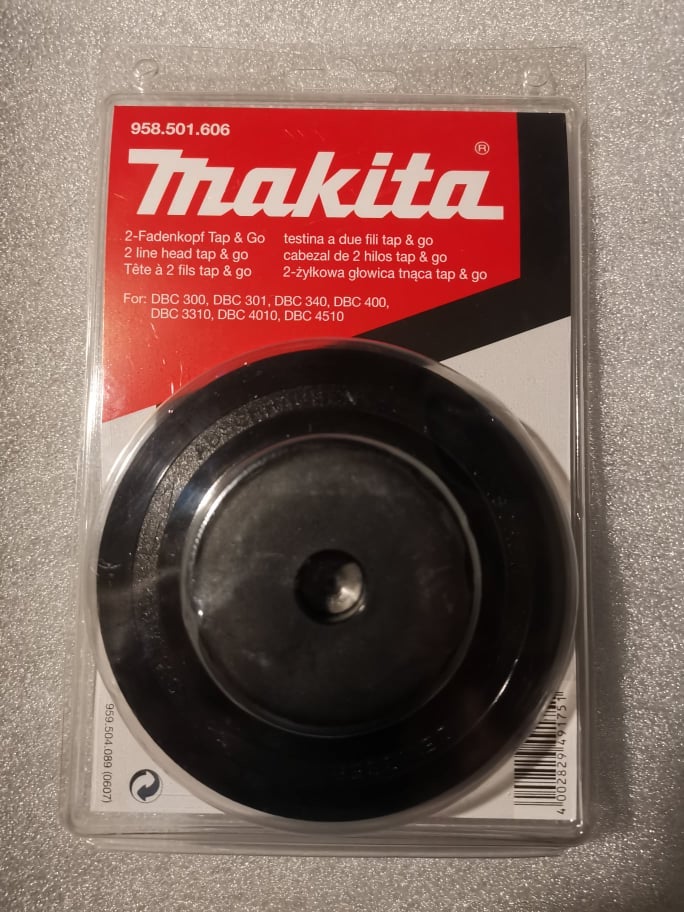 958.501.606
makita®
2-Fadenkopf Tap & Go
2 line head tap & go
Tête à 2 fils tap & go
testina a due fili tap & go
cabezal de 2 hilos tap & go
2-żyłkowa głowica tnąca tap & go
For: DBC 300, DBC 301, DBC 340, DBC 400,
DBC 3310, DBC 4010, DBC 4510
959.504.089 (0607)
4 002829 491751